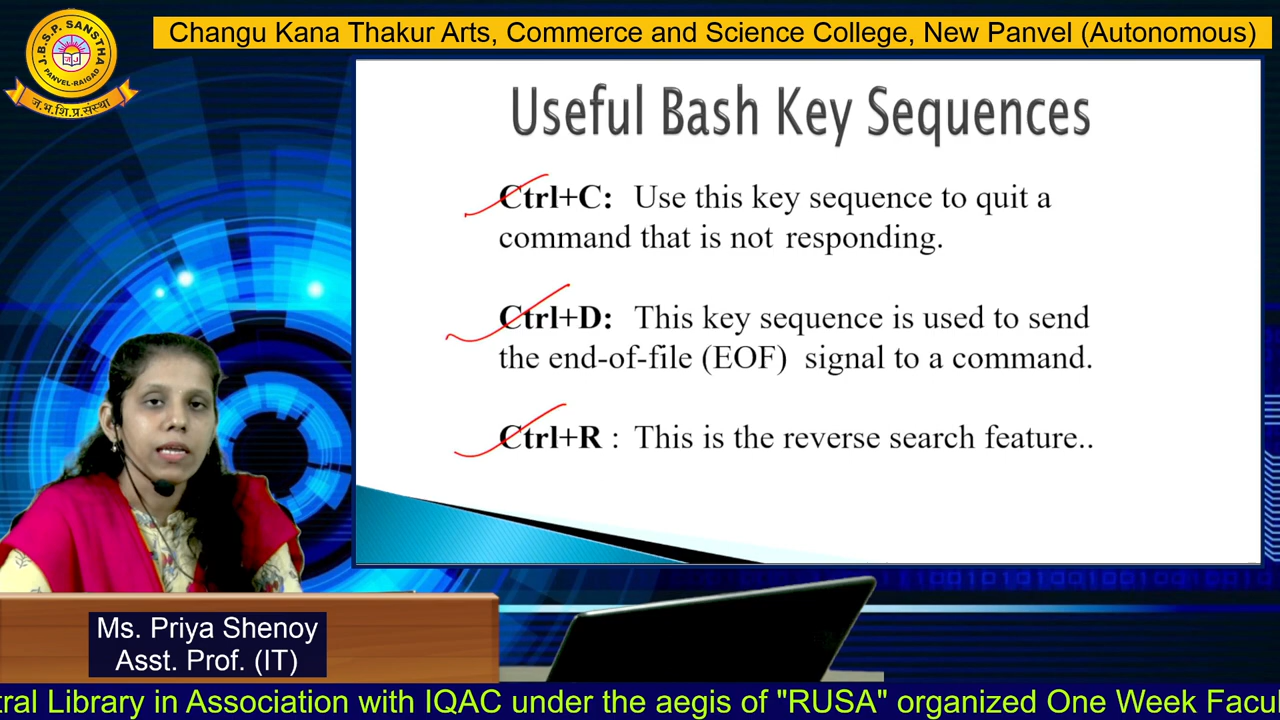 J.B.S.P. SANSTHA
PANVEL-RAIGAD
ज.भ.शि.प्र.संस्था
Changu Kana Thakur Arts, Commerce and Science College, New Panvel (Autonomous)
Useful Bash Key Sequences
Ctrl+C: Use this key sequence to quit a
command that is not responding.
Ctrl+D: This key sequence is used to send
the end-of-file (EOF) signal to a command.
Ctrl+R : This is the reverse search feature..
Ms. Priya Shenoy
Asst. Prof. (IT)
tral Library in Association with IQAC under the aegis of "RUSA" organized One Week Facul